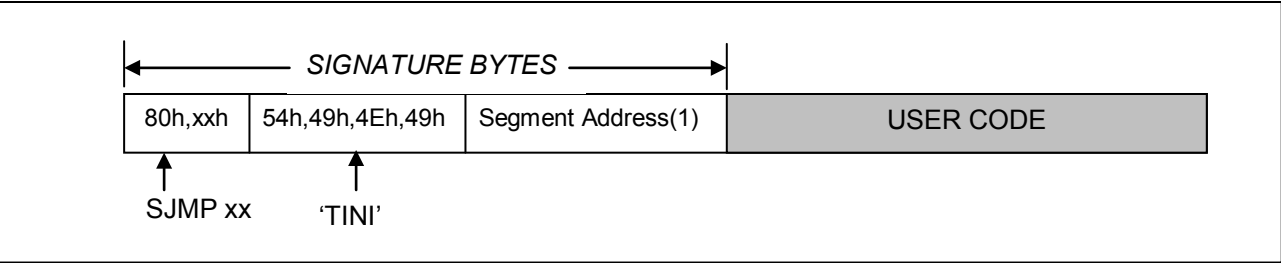 SIGNATURE BYTES
80h,xxh 54h,49h,4Eh,49h Segment Address(1) USER CODE
SJMP xx ‘TINI’